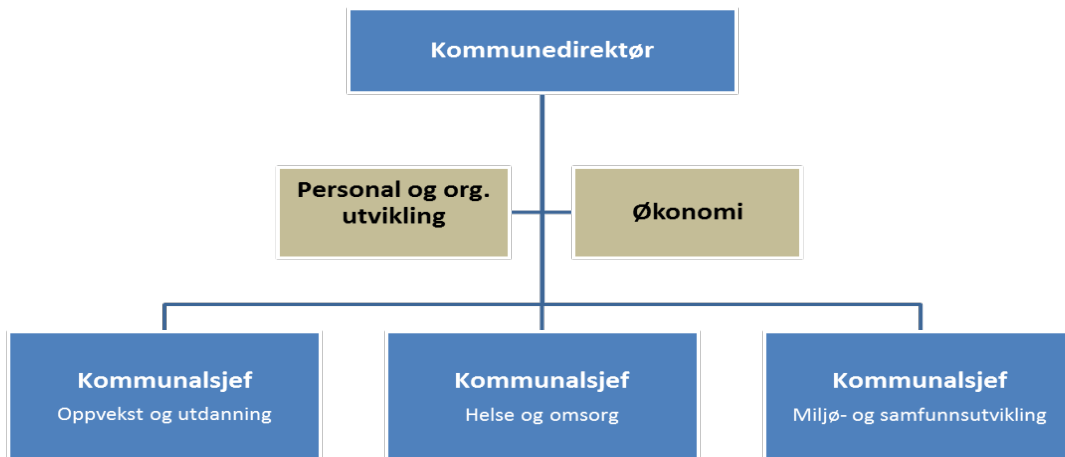 Kommunedirektør
Personal og org.
utvikling
Økonomi
Kommunalsjef
Oppvekst og utdanning
Kommunalsjef
Helse og omsorg
Kommunalsjef
Miljø- og samfunnsutvikling